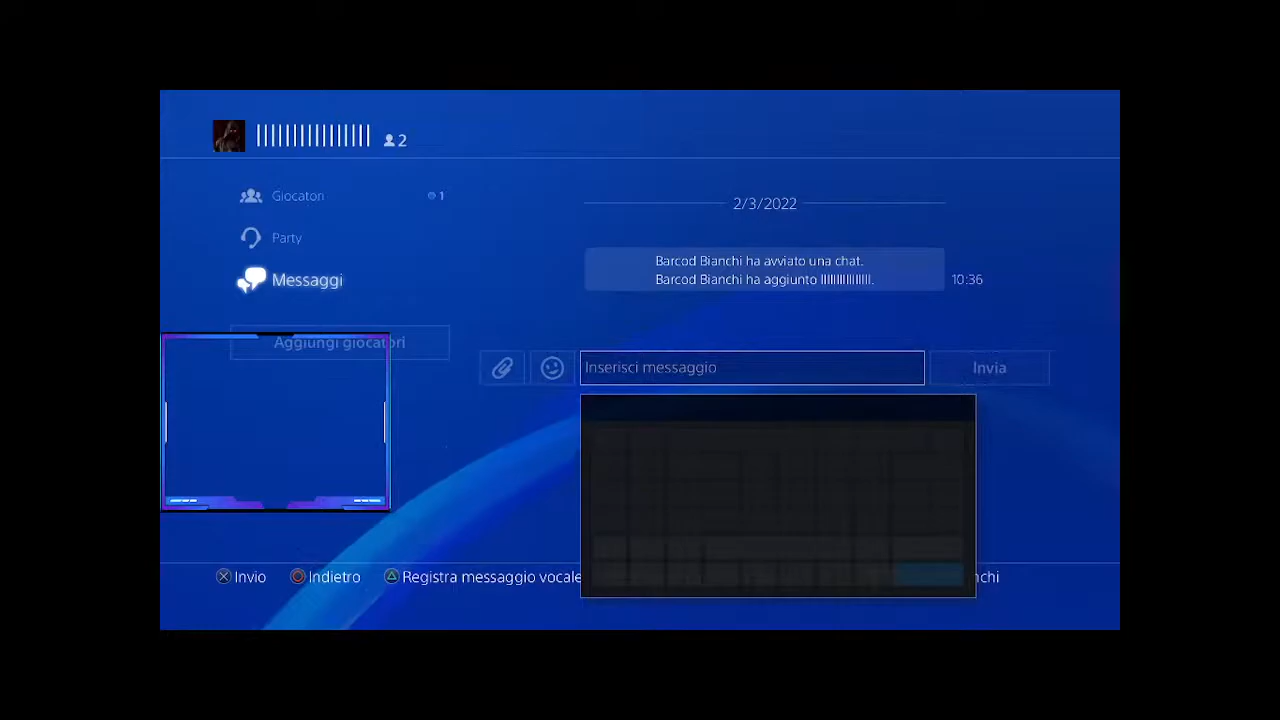 |||||||||||||||| 2
Giocatori 1
Party
Messaggi
Aggiungi giocatori
2/3/2022
Barcod Bianchi ha avviato una chat.
Barcod Bianchi ha aggiunto llllllllllllllll.
10:36
Inserisci messaggio
Invia
Invio Indietro Registra messaggio vocale